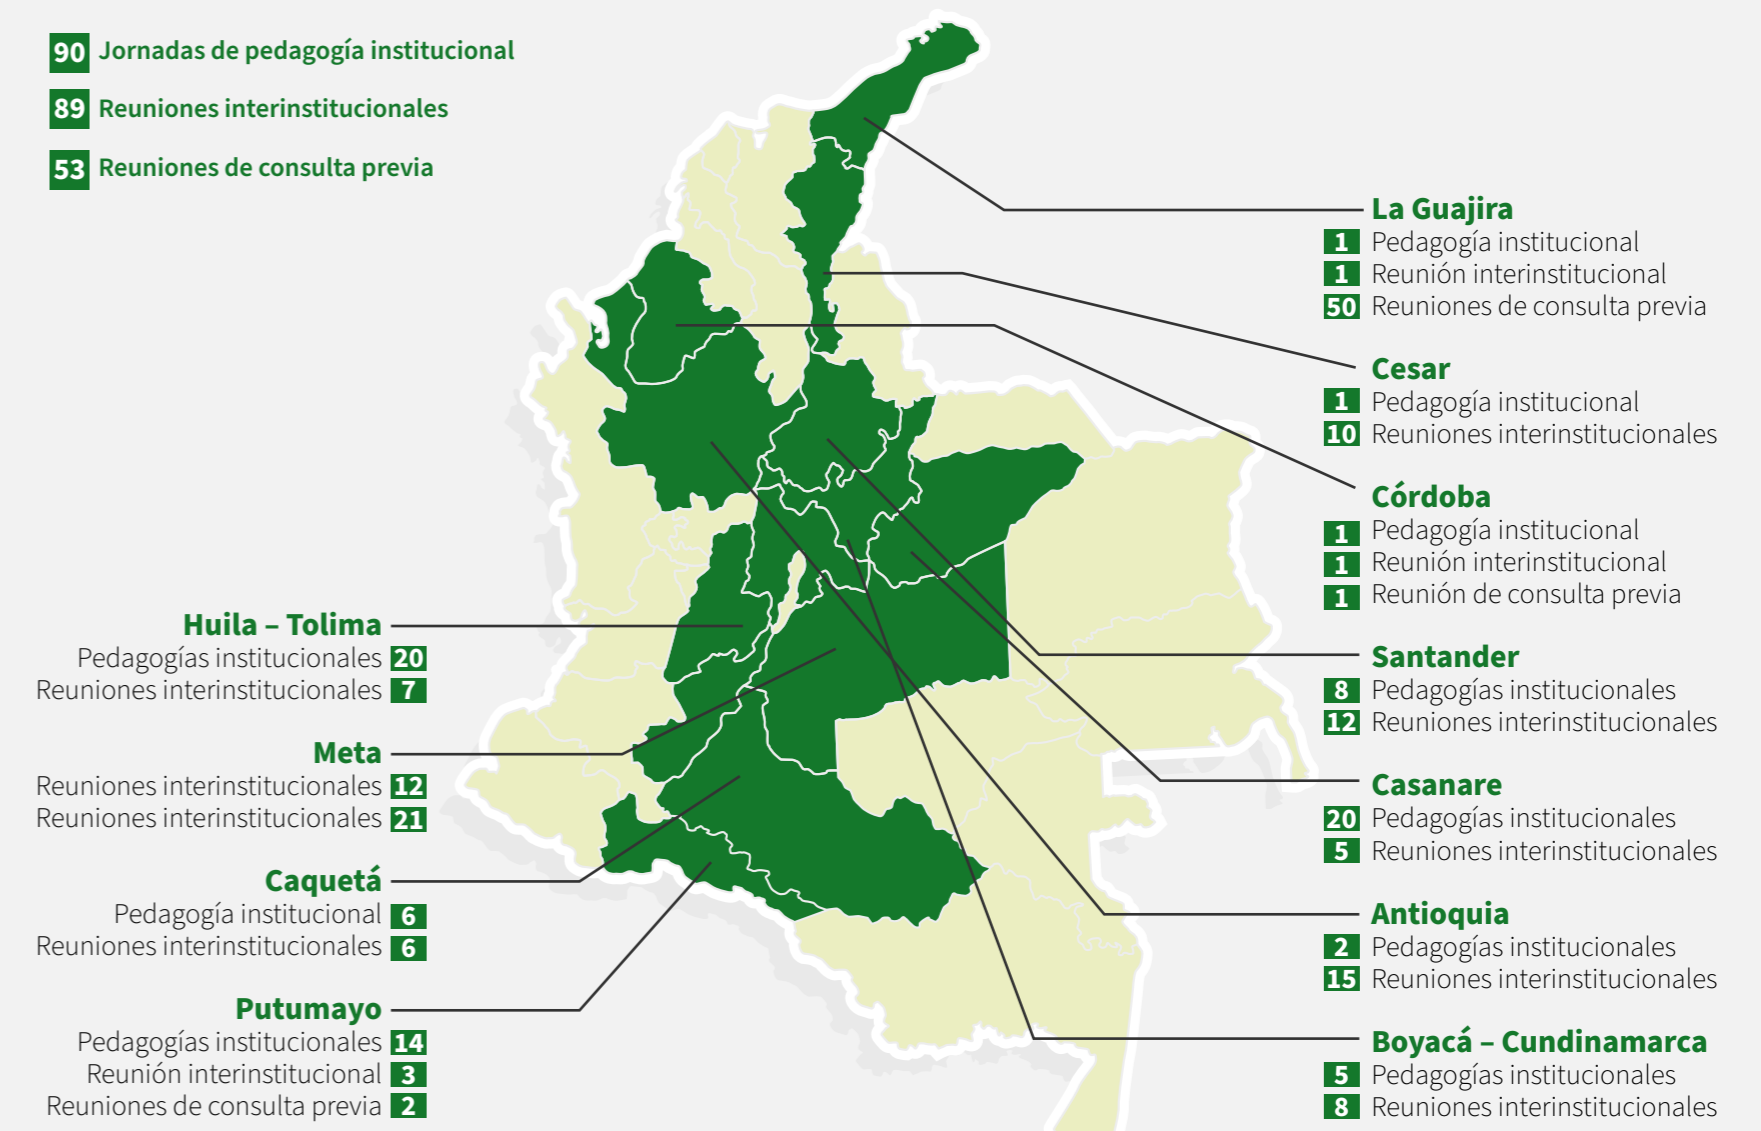 90 Jornadas de pedagogía institucional
89 Reuniones interinstitucionales
53 Reuniones de consulta previa
La Guajira
1 Pedagogía institucional
1 Reunión interinstitucional
50 Reuniones de consulta previa
Cesar
1 Pedagogía institucional
10 Reuniones interinstitucionales
Córdoba
1 Pedagogía institucional
1 Reunión interinstitucional
1 Reunión de consulta previa
Santander
8 Pedagogías institucionales
12 Reuniones interinstitucionales
Casanare
20 Pedagogías institucionales
5 Reuniones interinstitucionales
Antioquia
2 Pedagogías institucionales
15 Reuniones interinstitucionales
Boyacá – Cundinamarca
5 Pedagogías institucionales
8 Reuniones interinstitucionales
Huila – Tolima
Pedagogías institucionales 20
Reuniones interinstitucionales 7
Meta
Reuniones interinstitucionales 12
Reuniones interinstitucionales 21
Caquetá
Pedagogía institucional 6
Reuniones interinstitucionales 6
Putumayo
Pedagogías institucionales 14
Reunión interinstitucional 3
Reuniones de consulta previa 2